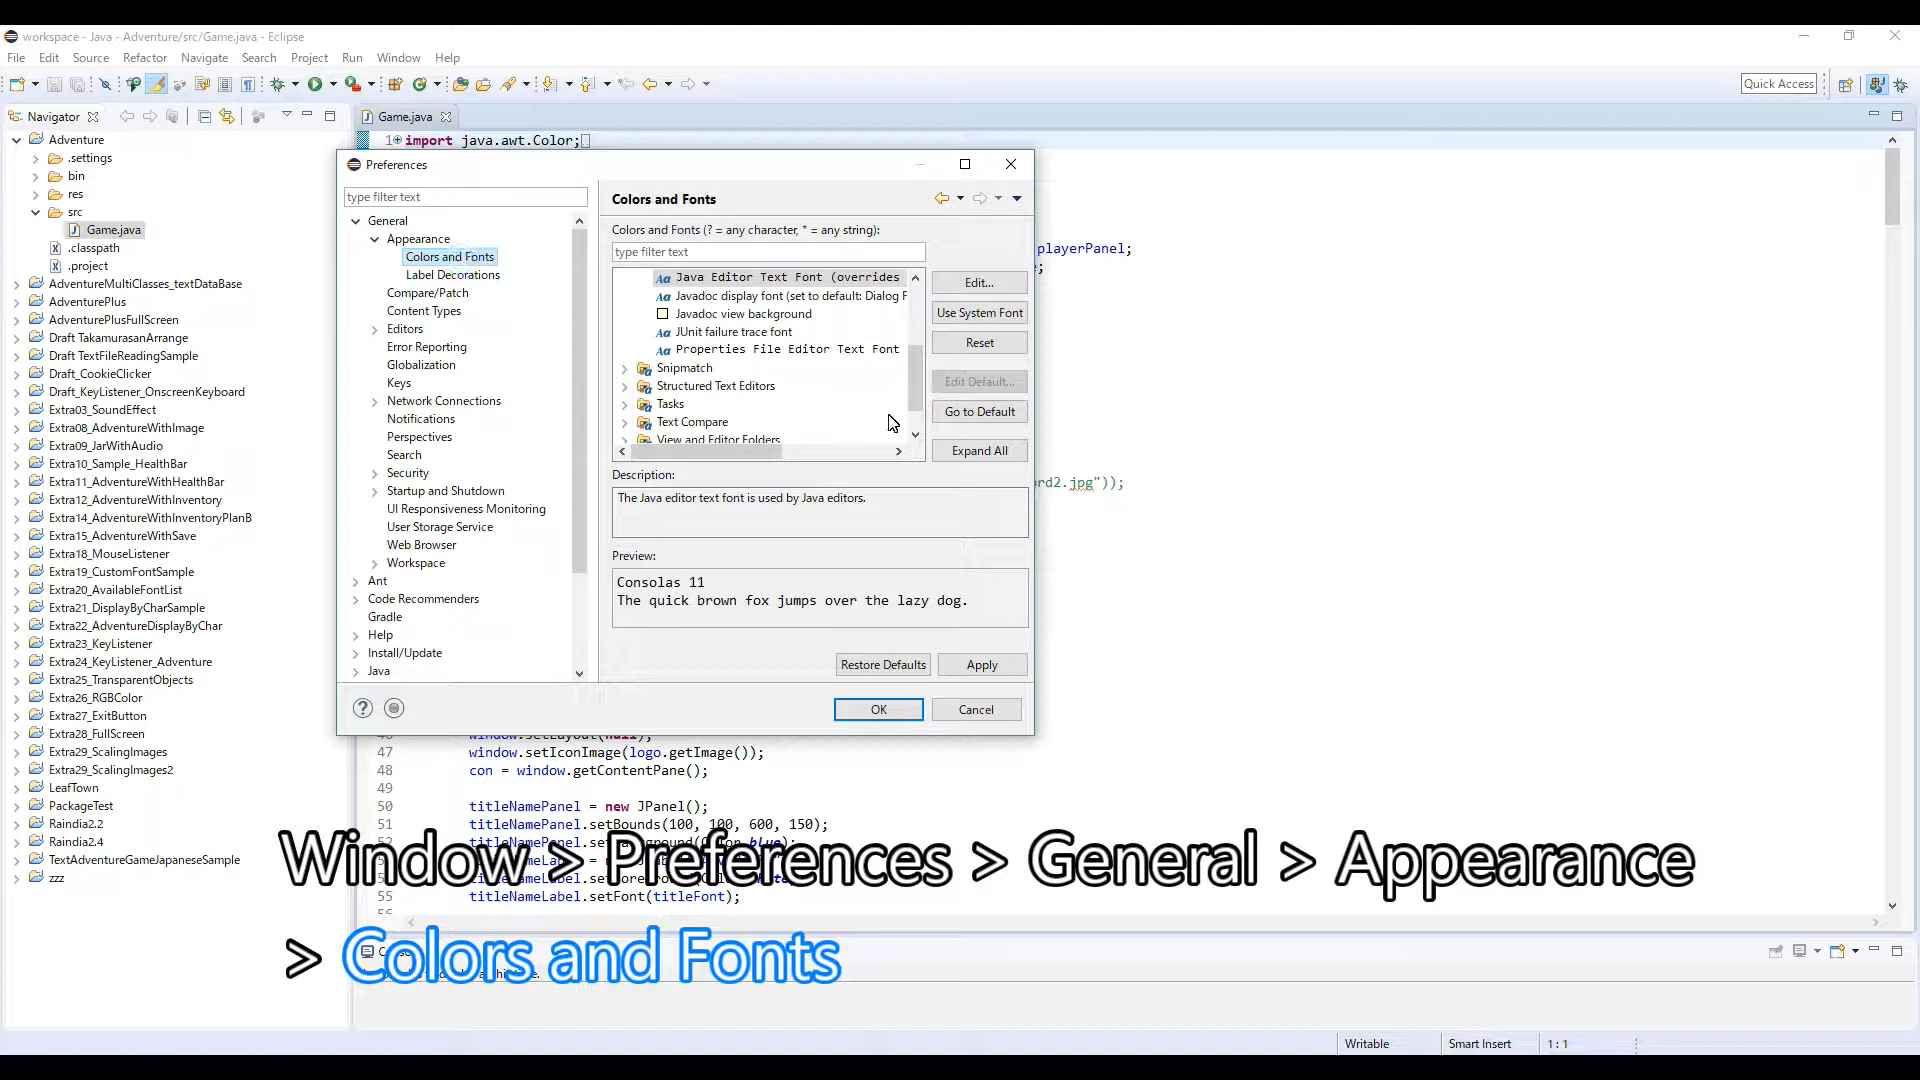 workspace - Java - Adventure/src/Game.java - Eclipse
File Edit Source Refactor Navigate Search Project Run Window Help
Quick Access
Navigator
Game.java
Adventure
.settings
bin
res
src
Game.java
.classpath
.project
AdventureMultiClasses_textDataBase
AdventurePlus
AdventurePlusFullScreen
Draft TakamurasanArrange
Draft TextFileReadingSample
Draft_CookieClicker
Draft_KeyListener_OnscreenKeyboard
Extra03_SoundEffect
Extra08_AdventureWithImage
Extra09_JarWithAudio
Extra10_Sample_HealthBar
Extra11_AdventureWithHealthBar
Extra12_AdventureWithInventory
Extra14_AdventureWithInventoryPlanB
Extra15_AdventureWithSave
Extra18_MouseListener
Extra19_CustomFontSample
Extra20_AvailableFontList
Extra21_DisplayByCharSample
Extra22_AdventureDisplayByChar
Extra23_KeyListener
Extra24_KeyListener_Adventure
Extra25_TransparentObjects
Extra26_RGBColor
Extra27_ExitButton
Extra28_FullScreen
Extra29_ScalingImages
Extra29_ScalingImages2
LeafTown
PackageTest
Raindia2.2
Raindia2.4
TextAdventureGameJapaneseSample
zzz
1 import java.awt.Color;
playerPanel;
;
rd2.jpg"));
Preferences
type filter text
General
Appearance
Colors and Fonts
Label Decorations
Compare/Patch
Content Types
Editors
Error Reporting
Globalization
Keys
Network Connections
Notifications
Perspectives
Search
Security
Startup and Shutdown
UI Responsiveness Monitoring
User Storage Service
Web Browser
Workspace
Ant
Code Recommenders
Gradle
Help
Install/Update
Java
Colors and Fonts
Colors and Fonts (? = any character, * = any string):
type filter text
Java Editor Text Font (overrides
Javadoc display font (set to default: Dialog F
Javadoc view background
JUnit failure trace font
Properties File Editor Text Font
Snipmatch
Structured Text Editors
Tasks
Text Compare
View and Editor Folders
Edit...
Use System Font
Reset
Edit Default...
Go to Default
Expand All
Description:
The Java editor text font is used by Java editors.
Preview:
Consolas 11
The quick brown fox jumps over the lazy dog.
Restore Defaults Apply
OK Cancel
46 window.setLayout(null);
47 window.setIconImage(logo.getImage());
48 con = window.getContentPane();
49
50 titleNamePanel = new JPanel();
51 titleNamePanel.setBounds(100, 100, 600, 150);
55 titleNameLabel.setFont(titleFont);
56
Window > Preferences > General > Appearance
> Colors and Fonts
Writable Smart Insert 1 : 1